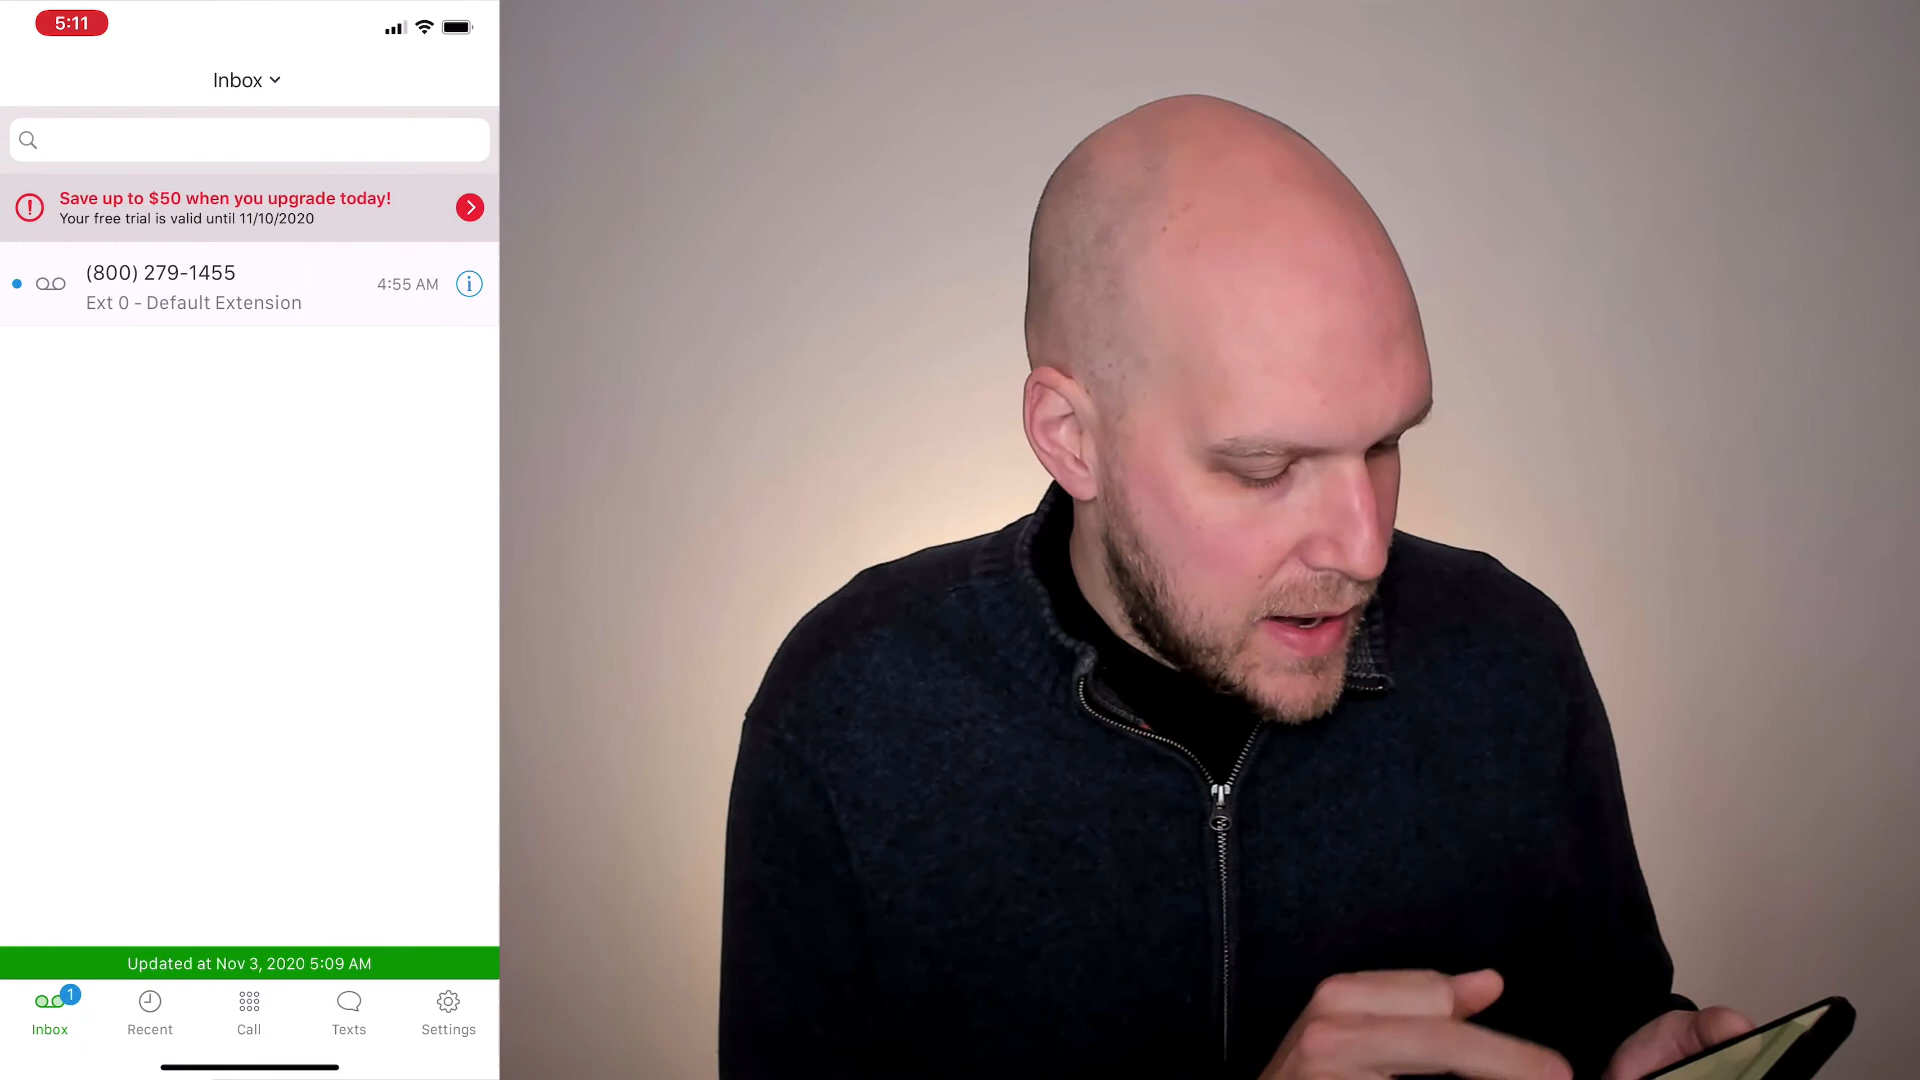 5:11
Inbox
Save up to $50 when you upgrade today!
Your free trial is valid until 11/10/2020
(800) 279-1455
4:55 AM
Ext 0 - Default Extension
Updated at Nov 3, 2020 5:09 AM
1
Inbox
Recent
Call
Texts
Settings